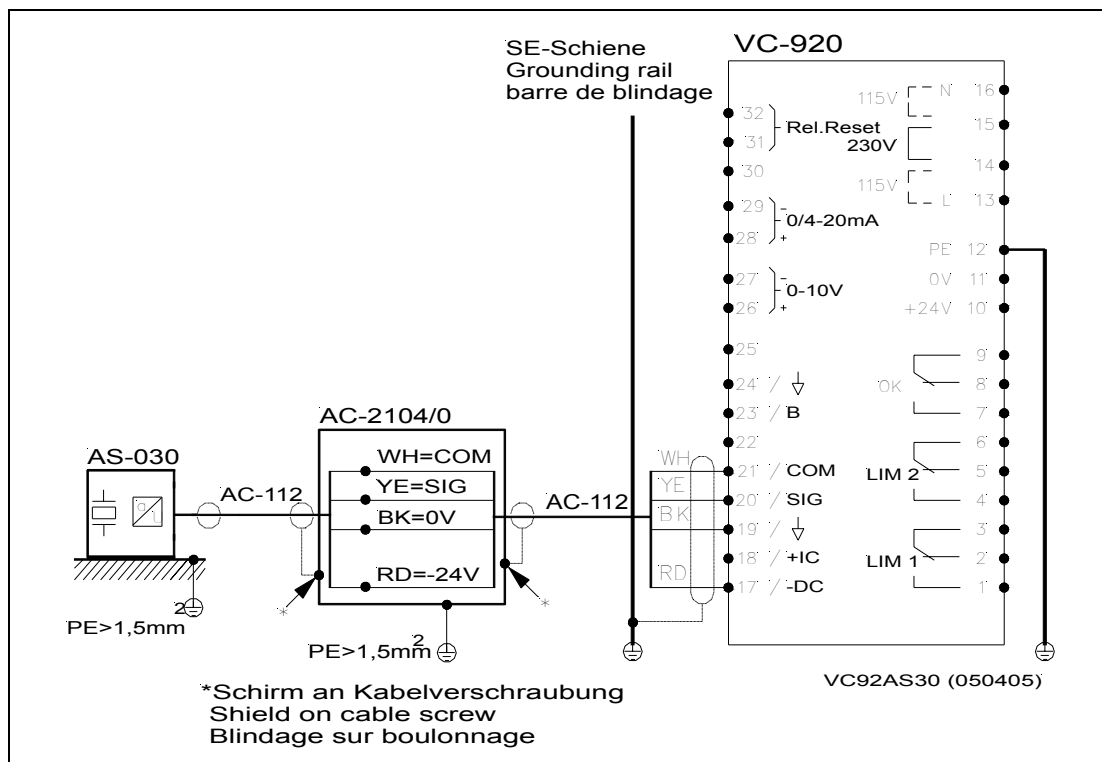 SE-Schiene
Grounding rail
barre de blindage
VC-920
32
31
Rel.Reset
30
29 -
28 +
0/4-20mA
27 -
26 +
0-10V
25
24 /
23 / B
22
21 / COM
20 / SIG
19 /
18 / +IC
17 / -DC
115V N 16
15
230V
14
115V L 13
PE 12
0V 11
+24V 10
9
OK 8
7
6
LIM 2 5
4
3
LIM 1 2
1
AS-030
AC-112
AC-2104/0
WH=COM
YE=SIG
BK=0V
RD=-24V
AC-112
WH
YE
BK
RD
*
*
PE>1,5mm 2
PE>1,5mm 2
*Schirm an Kabelverschraubung
Shield on cable screw
Blindage sur boulonnage
VC92AS30 (050405)